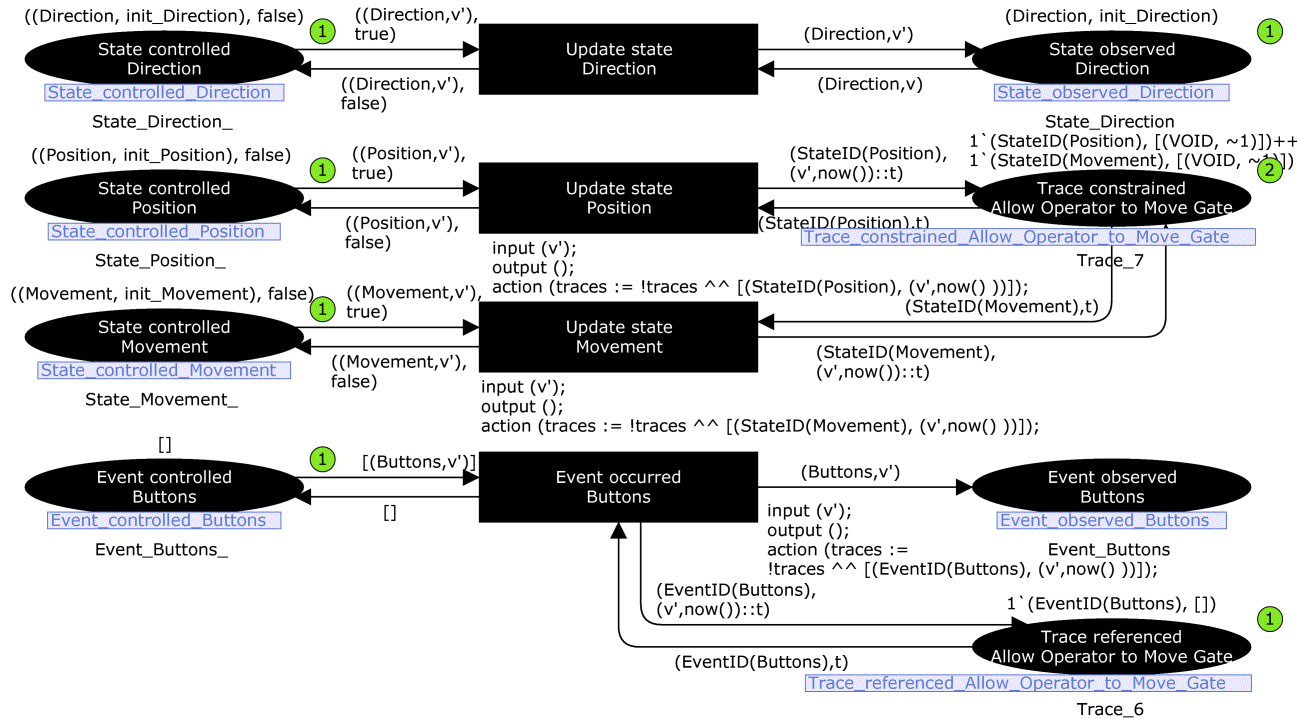 ((Direction, init_Direction), false)
1
((Direction,v'),
true)
(Direction, init_Direction)
1
State controlled
Direction
Update state
Direction
(Direction,v')
State observed
Direction
State_controlled_Direction
((Direction,v'),
false)
(Direction,v)
State_observed_Direction
State_Direction_
State_Direction
((Position, init_Position), false)
1
((Position,v'),
true)
(StateID(Position),
(v',now())::t)
1`(StateID(Position), [(VOID, ~1)])++
1`(StateID(Movement), [(VOID, ~1)])
2
State controlled
Position
Update state
Position
Trace constrained
Allow Operator to Move Gate
State_controlled_Position
((Position,v'),
false)
(StateID(Position),t)
Trace_constrained_Allow_Operator_to_Move_Gate
State_Position_
input (v');
output ();
action (traces := !traces ^^ [(StateID(Position), (v',now() ))]);
Trace_7
((Movement, init_Movement), false)
1
((Movement,v'),
true)
(StateID(Movement),t)
State controlled
Movement
Update state
Movement
State_controlled_Movement
((Movement,v'),
false)
(StateID(Movement),
(v',now())::t)
State_Movement_
input (v');
output ();
action (traces := !traces ^^ [(StateID(Movement), (v',now() ))]);
[]
1
[(Buttons,v')]
Event controlled
Buttons
Event occurred
Buttons
(Buttons,v')
Event observed
Buttons
Event_controlled_Buttons
[]
Event_observed_Buttons
Event_Buttons_
input (v');
output ();
action (traces :=
!traces ^^ [(EventID(Buttons), (v',now() ))]);
Event_Buttons
(EventID(Buttons),
(v',now())::t)
1`(EventID(Buttons), [])
1
Trace referenced
Allow Operator to Move Gate
(EventID(Buttons),t)
Trace_referenced_Allow_Operator_to_Move_Gate
Trace_6